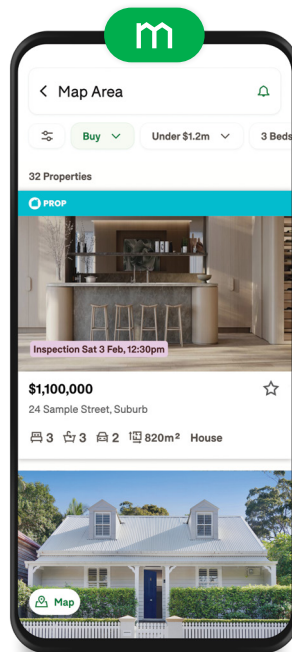 m
Map Area
Buy
Under $1.2m
3 Beds
32 Properties
PROP
Inspection Sat 3 Feb, 12:30pm
$1,100,000
24 Sample Street, Suburb
3 3 2 820m² House
Map